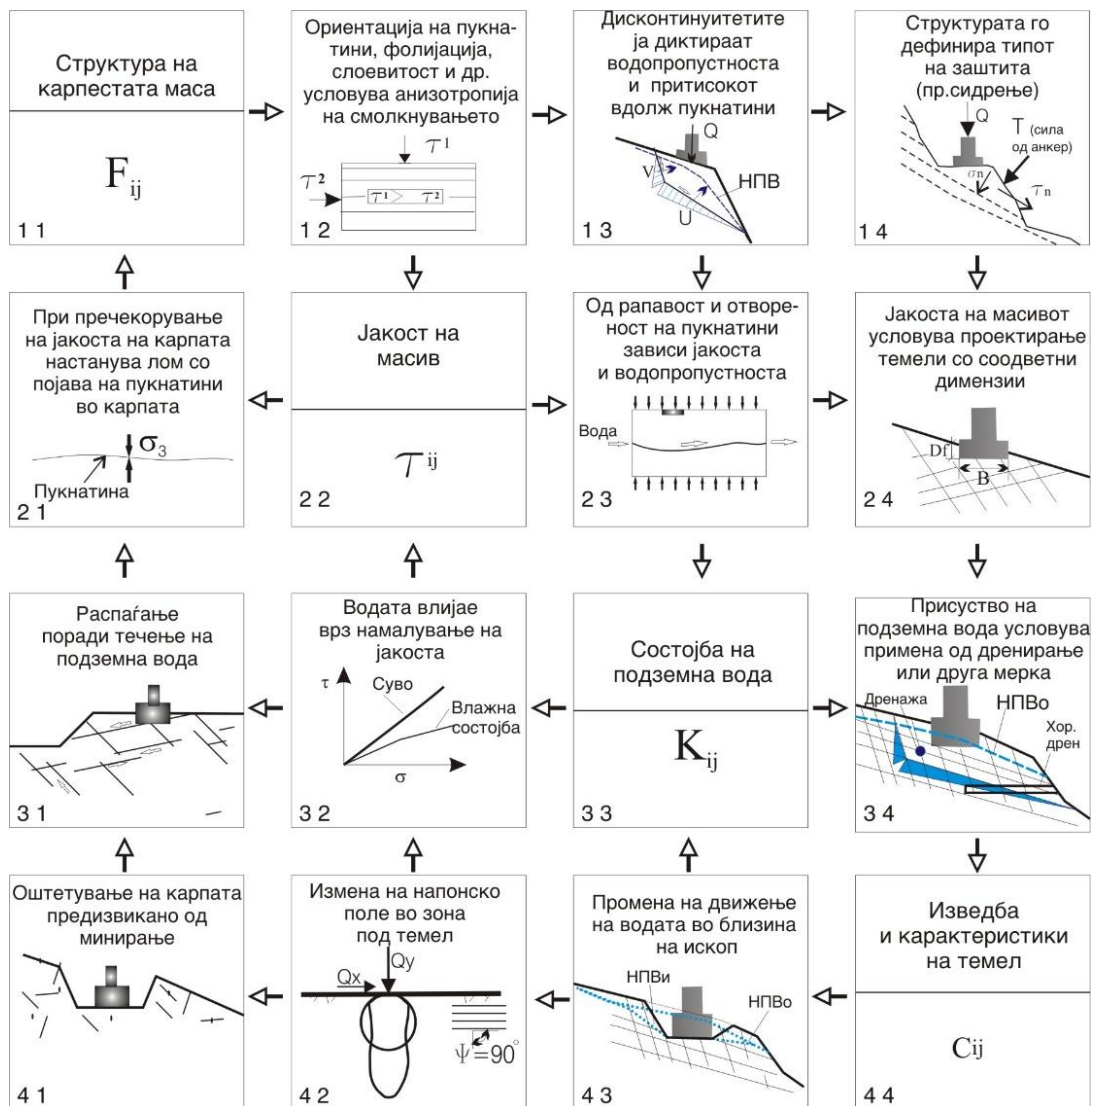 Структура на
карпестата маса
F ij
1 1
Ориентација на пукна-
тини, фолијација,
слоевитост и др.
условува анизотропија
на смолкнувањето
τ1
τ2
τ1 > τ2
1 2
Дисконтинуитетите
ја диктираат
водопропустноста
и притисокот
вдолж пукнатини
Q
V
НПВ
U
1 3
Структурата го
дефинира типот
на заштита
(пр.сидрење)
Q
T (сила
од анкер)
σn
τn
1 4
При пречекорување
на јакоста на карпата
настанува лом со
појава на пукнатини
во карпата
σ3
Пукнатина
2 1
Јакост на
масив
τ ij
2 2
Од рапавост и отворе-
ност на пукнатини
зависи јакоста
и водопропустноста
Вода
2 3
Јакоста на масивот
условува проектирање
темели со соодветни
димензии
Df
B
2 4
Распаѓање
поради течење на
подземна вода
3 1
Водата влијае
врз намалување на
јакоста
τ
Суво
Влажна
состојба
σ
3 2
Состојба на
подземна вода
K ij
3 3
Присуство на
подземна вода условува
примена од дренирање
или друга мерка
Дренажа
НПВо
Хор.
дрен
3 4
Оштетување на карпата
предизвикано од
минирање
4 1
Измена на напонско
поле во зона
под темел
Qy
Qx
Ψ=90°
4 2
Промена на движење
на водата во близина
на ископ
НПВи
НПВо
4 3
Изведба
и карактеристики
на темел
Cij
4 4